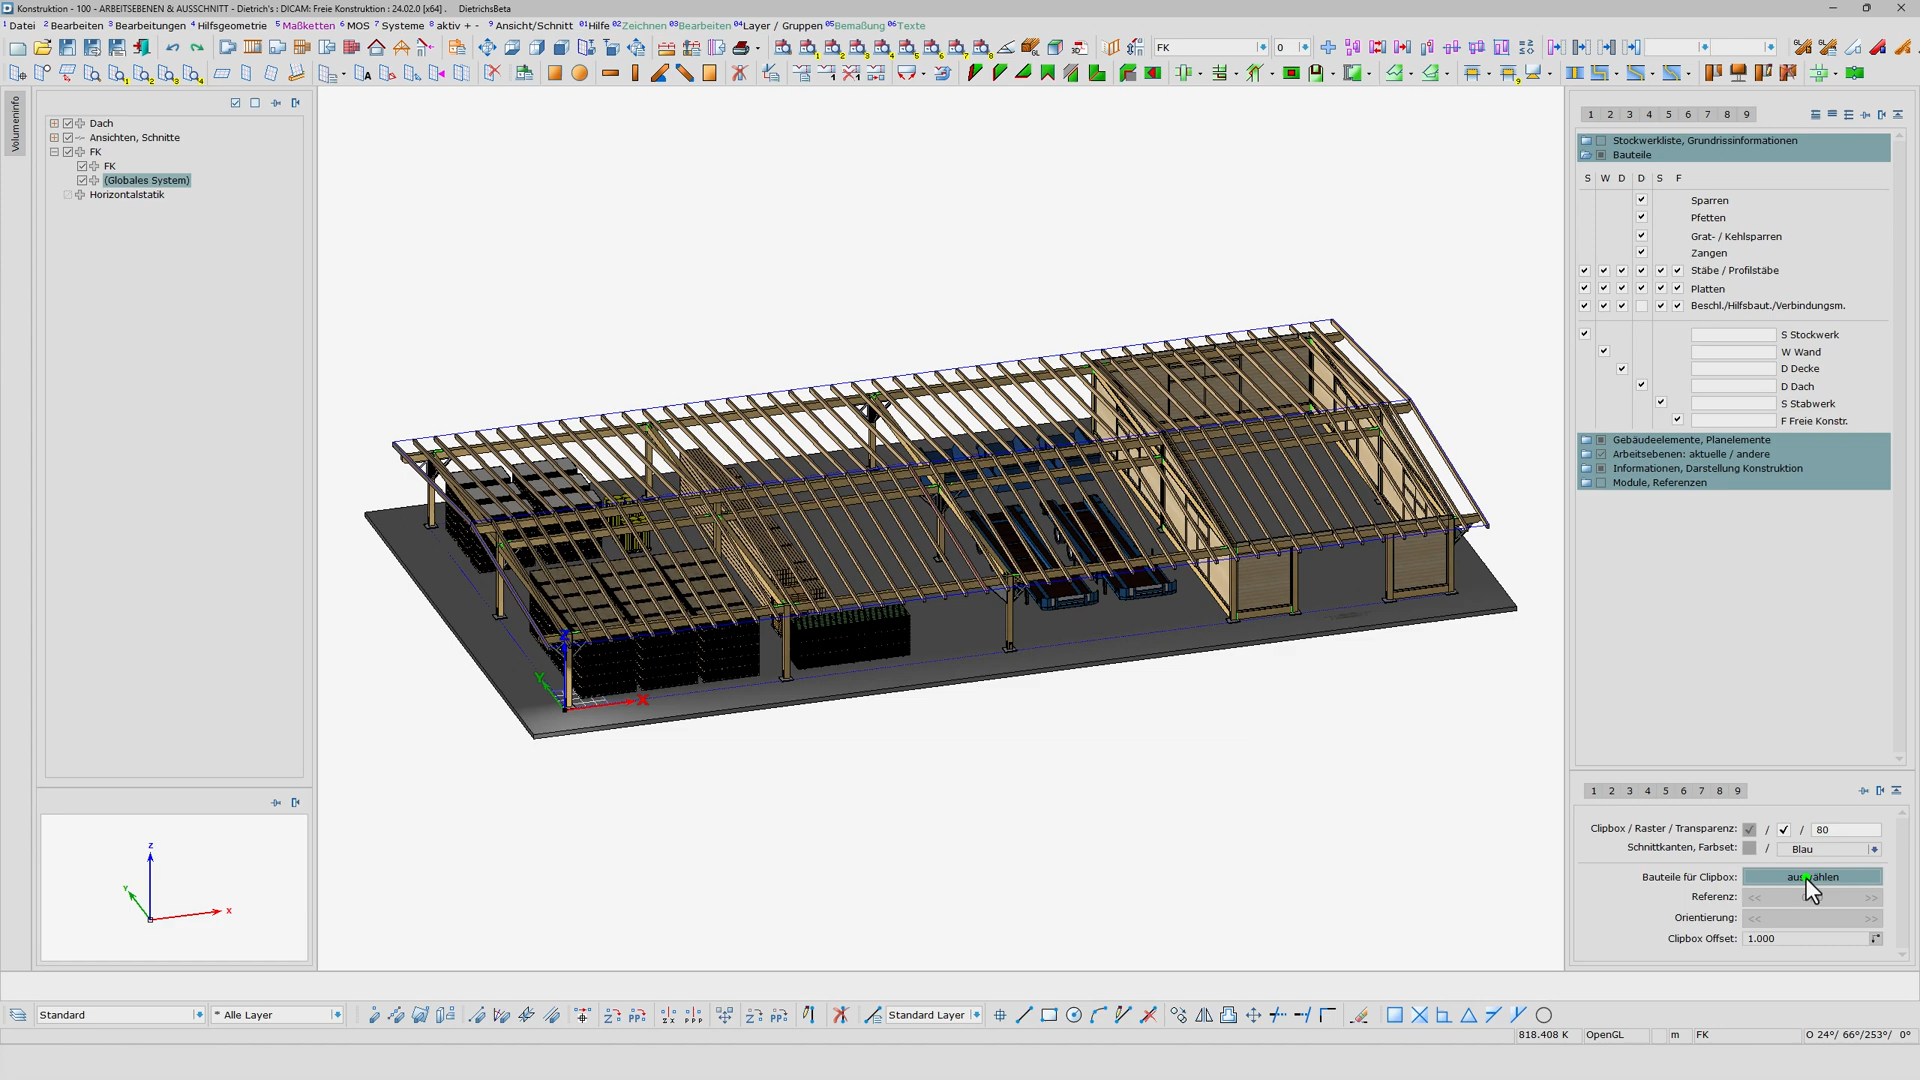 Konstruktion - 100 - ARBEITSEBENEN & AUSSCHNITT - Dietrich's : DICAM: Freie Konstruktion : 24.02.0 [x64] . DietrichsBeta
1 Datei 2 Bearbeiten 3 Bearbeitungen 4 Hilfsgeometrie 5 Maßketten 6 MOS 7 Systeme 8 aktiv + - 9 Ansicht/Schnitt 01 Hilfe 02 Zeichnen 03 Bearbeiten 04 Layer / Gruppen 05 Bemaßung 06 Texte
FK 0
Volumeninfo
Dach
Ansichten, Schnitte
FK
FK
(Globales System)
Horizontalstatik
1 2 3 4 5 6 7 8 9
Stockwerkliste, Grundrissinformationen
Bauteile
S W D D S F
Sparren
Pfetten
Grat- / Kehlsparren
Zangen
Stäbe / Profilstäbe
Platten
Beschl./Hilfsbaut./Verbindungsm.
S Stockwerk
W Wand
D Decke
D Dach
S Stabwerk
F Freie Konstr.
Gebäudeelemente, Planelemente
Arbeitsebenen: aktuelle / andere
Informationen, Darstellung Konstruktion
Module, Referenzen
Z
Y
X
z
y
x
1 2 3 4 5 6 7 8 9
Clipbox / Raster / Transparenz: / / 80
Schnittkanten, Farbset: / Blau
Bauteile für Clipbox: auswählen
Referenz: << >>
Orientierung: << >>
Clipbox Offset: 1.000
Standard * Alle Layer Standard Layer
818.408 K OpenGL m FK O 24°/ 66°/253°/ 0°